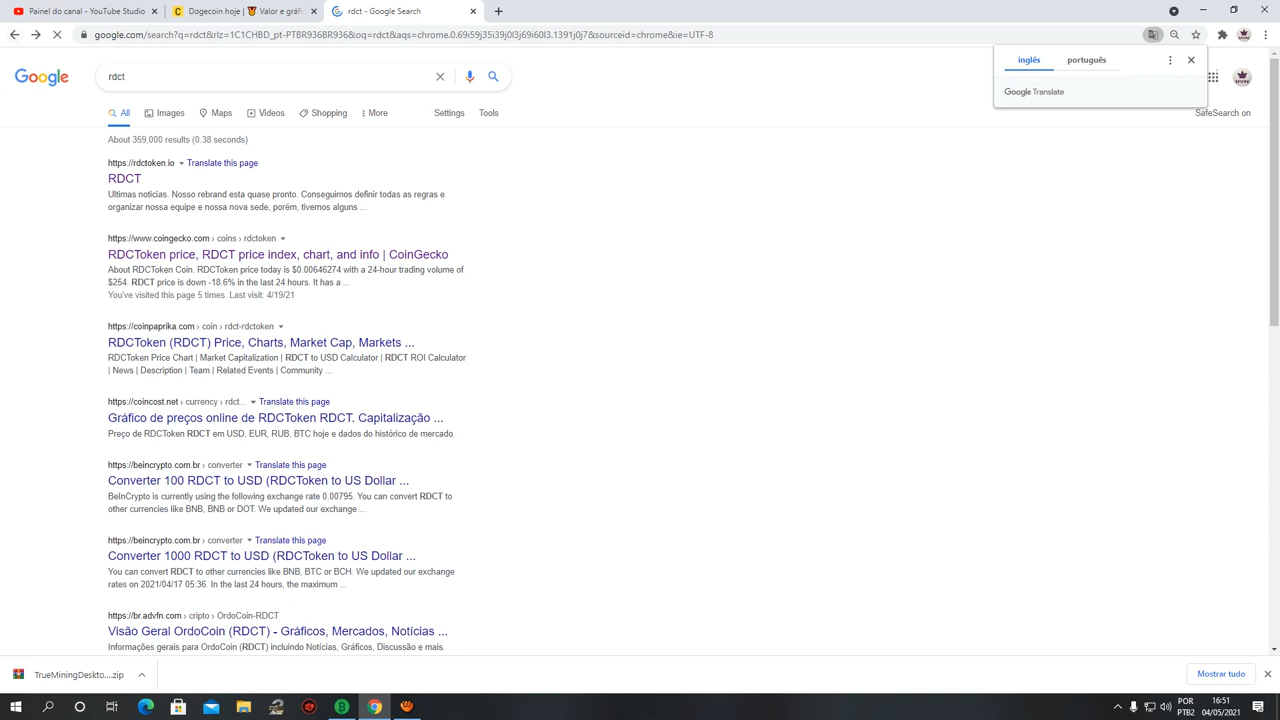 Painel do canal - YouTube Studio
Dogecoin hoje | Valor e gráfic
rdct - Google Search
google.com/search?q=rdct&rlz=1C1CHBD_pt-PTBR936BR936&oq=rdct&aqs=chrome.0.69i59j35i39j0l3j69i60l3.1391j0j7&sourceid=chrome&ie=UTF-8
inglês português
Google Translate
Google
rdct
All Images Maps Videos Shopping More Settings Tools SafeSearch on
About 359,000 results (0.38 seconds)
https://rdctoken.io Translate this page
RDCT
Ultimas noticias. Nosso rebrand esta quase pronto. Conseguimos definir todas as regras e
organizar nossa equipe e nossa nova sede, porém, tivemos alguns ...
https://www.coingecko.com › coins › rdctoken
RDCToken price, RDCT price index, chart, and info | CoinGecko
About RDCToken Coin. RDCToken price today is $0.00646274 with a 24-hour trading volume of
$254. RDCT price is down -18.6% in the last 24 hours. It has a ...
You've visited this page 5 times. Last visit: 4/19/21
https://coinpaprika.com › coin › rdct-rdctoken
RDCToken (RDCT) Price, Charts, Market Cap, Markets ...
RDCToken Price Chart | Market Capitalization | RDCT to USD Calculator | RDCT ROI Calculator
| News | Description | Team | Related Events | Community ...
https://coincost.net › currency › rdct... Translate this page
Gráfico de preços online de RDCToken RDCT. Capitalização ...
Preço de RDCToken RDCT em USD, EUR, RUB, BTC hoje e dados do histórico de mercado.
https://beincrypto.com.br › converter Translate this page
Converter 100 RDCT to USD (RDCToken to US Dollar ...
BeInCrypto is currently using the following exchange rate 0.00795. You can convert RDCT to
other currencies like BNB, BNB or DOT. We updated our exchange ...
https://beincrypto.com.br › converter Translate this page
Converter 1000 RDCT to USD (RDCToken to US Dollar ...
You can convert RDCT to other currencies like BNB, BTC or BCH. We updated our exchange
rates on 2021/04/17 05:36. In the last 24 hours, the maximum ...
https://br.advfn.com › cripto › OrdoCoin-RDCT
Visão Geral OrdoCoin (RDCT) - Gráficos, Mercados, Notícias ...
Informações gerais para OrdoCoin (RDCT) incluindo Notícias, Gráficos, Discussão e mais.
TrueMiningDeskto....zip
Mostrar tudo
POR 16:51
PTB2 04/05/2021